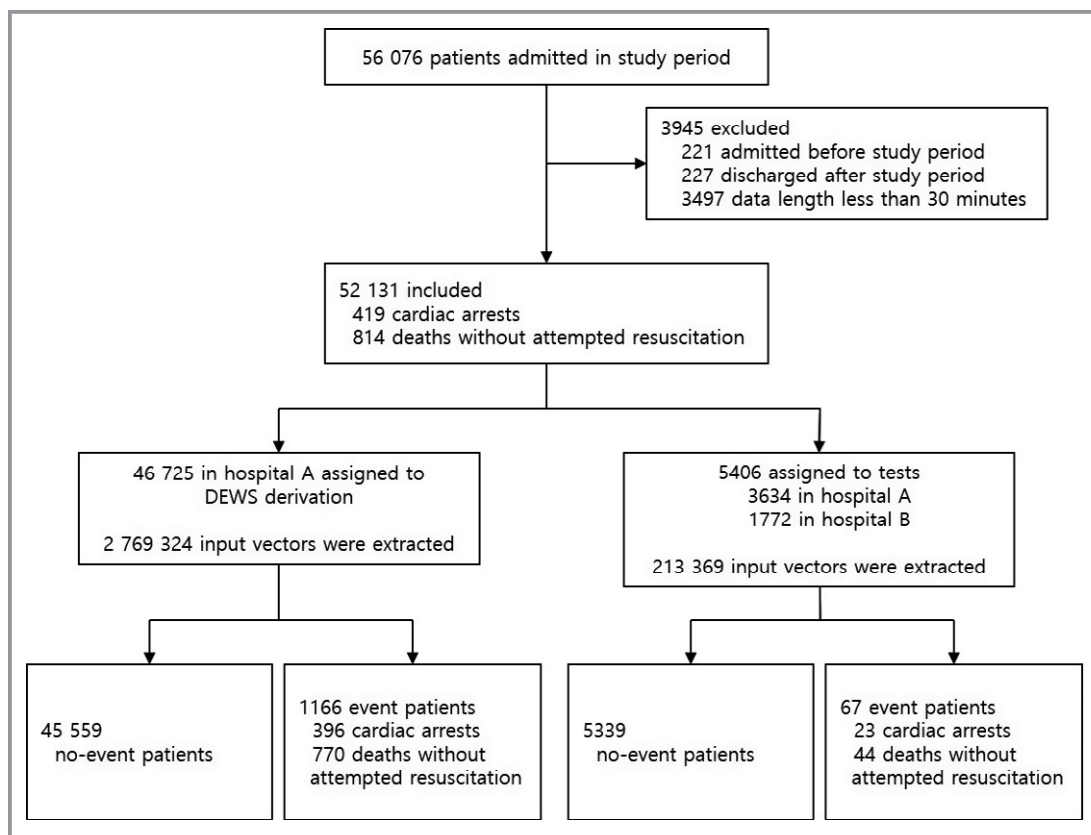 56 076 patients admitted in study period
3945 excluded
221 admitted before study period
227 discharged after study period
3497 data length less than 30 minutes
52 131 included
419 cardiac arrests
814 deaths without attempted resuscitation
46 725 in hospital A assigned to
DEWS derivation
2 769 324 input vectors were extracted
5406 assigned to tests
3634 in hospital A
1772 in hospital B
213 369 input vectors were extracted
45 559
no-event patients
1166 event patients
396 cardiac arrests
770 deaths without
attempted resuscitation
5339
no-event patients
67 event patients
23 cardiac arrests
44 deaths without
attempted resuscitation